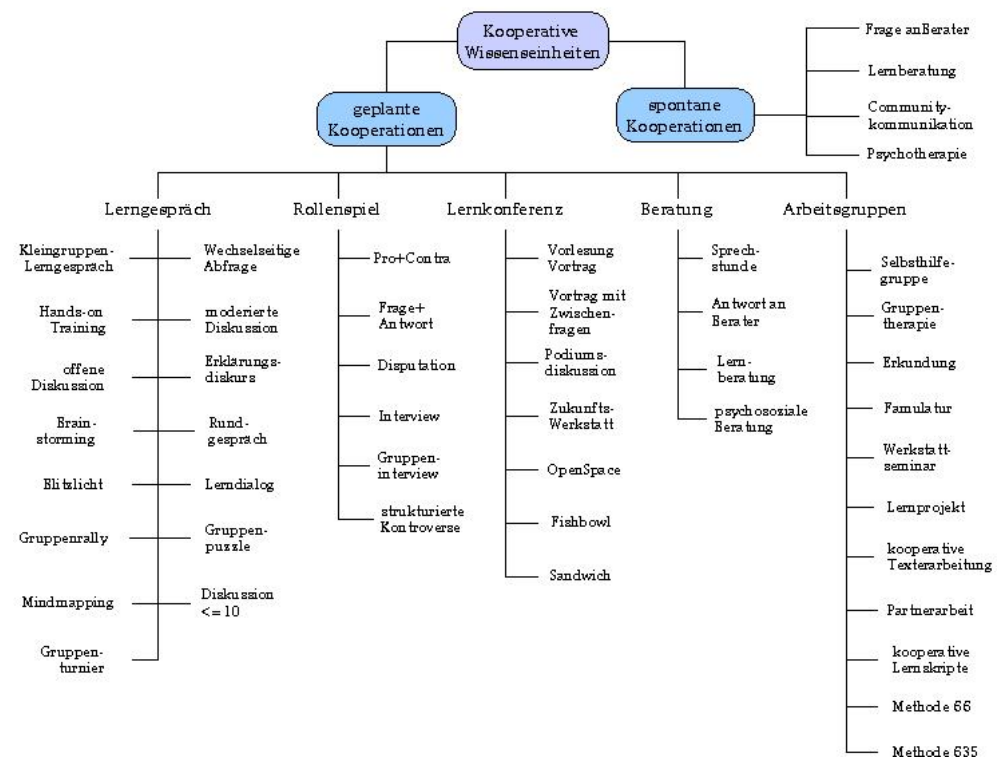 Kooperative
Wissenseinheiten
geplante
Kooperationen
spontane
Kooperationen
Frage anBerater
Lernberatung
Community-
kommunikation
Psychotherapie
Lerngespräch
Kleingruppen-
Lerngespräch
Wechselseitige
Abfrage
Hands-on
Training
moderierte
Diskussion
offene
Diskussion
Erklärungs-
diskurs
Brain-
storming
Rund-
gespräch
Blitzlicht
Lerndialog
Gruppenrally
Gruppen-
puzzle
Mindmapping
Diskussion
<= 10
Gruppen-
turnier
Rollenspiel
Pro+Contra
Frage+
Antwort
Disputation
Interview
Gruppen-
interview
strukturierte
Kontroverse
Lernkonferenz
Vorlesung
Vortrag
Vortrag mit
Zwischen-
fragen
Podiums-
diskussion
Zukunfts-
Werkstatt
OpenSpace
Fishbowl
Sandwich
Beratung
Sprech-
stunde
Antwort an
Berater
Lern-
beratung
psychosoziale
Beratung
Arbeitsgruppen
Selbsthilfe-
gruppe
Gruppen-
therapie
Erkundung
Famulatur
Werkstatt-
seminar
Lernprojekt
kooperative
Texterarbeitung
Partnerarbeit
kooperative
Lernskripte
Methode 66
Methode 635